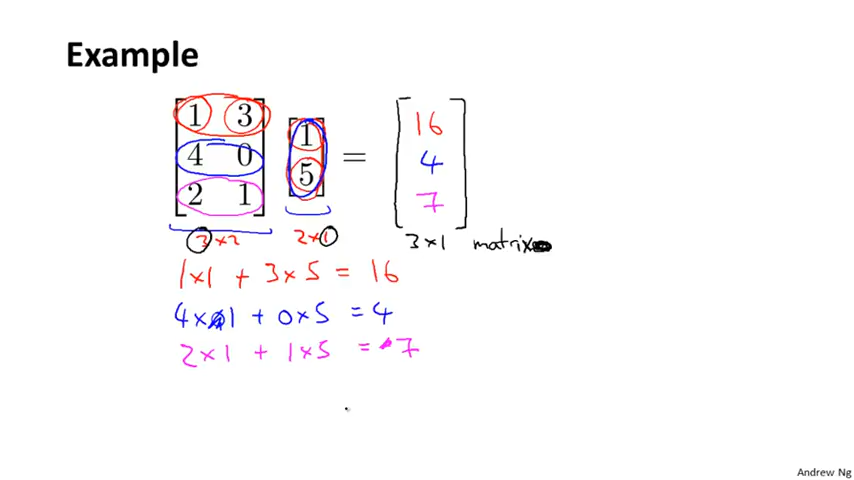 Example
1 3
4 0
2 1
1
5
=
16
4
7
3 x 2
2 x 1
3 x 1 matrix
1 x 1 + 3 x 5 = 16
4 x 1 + 0 x 5 = 4
2 x 1 + 1 x 5 = 7
Andrew Ng